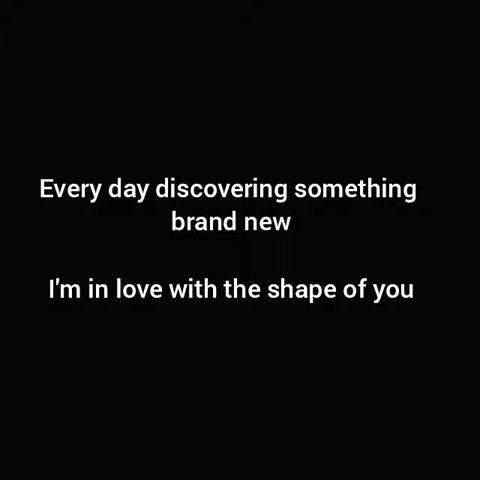 Every day discovering something
brand new
I'm in love with the shape of you